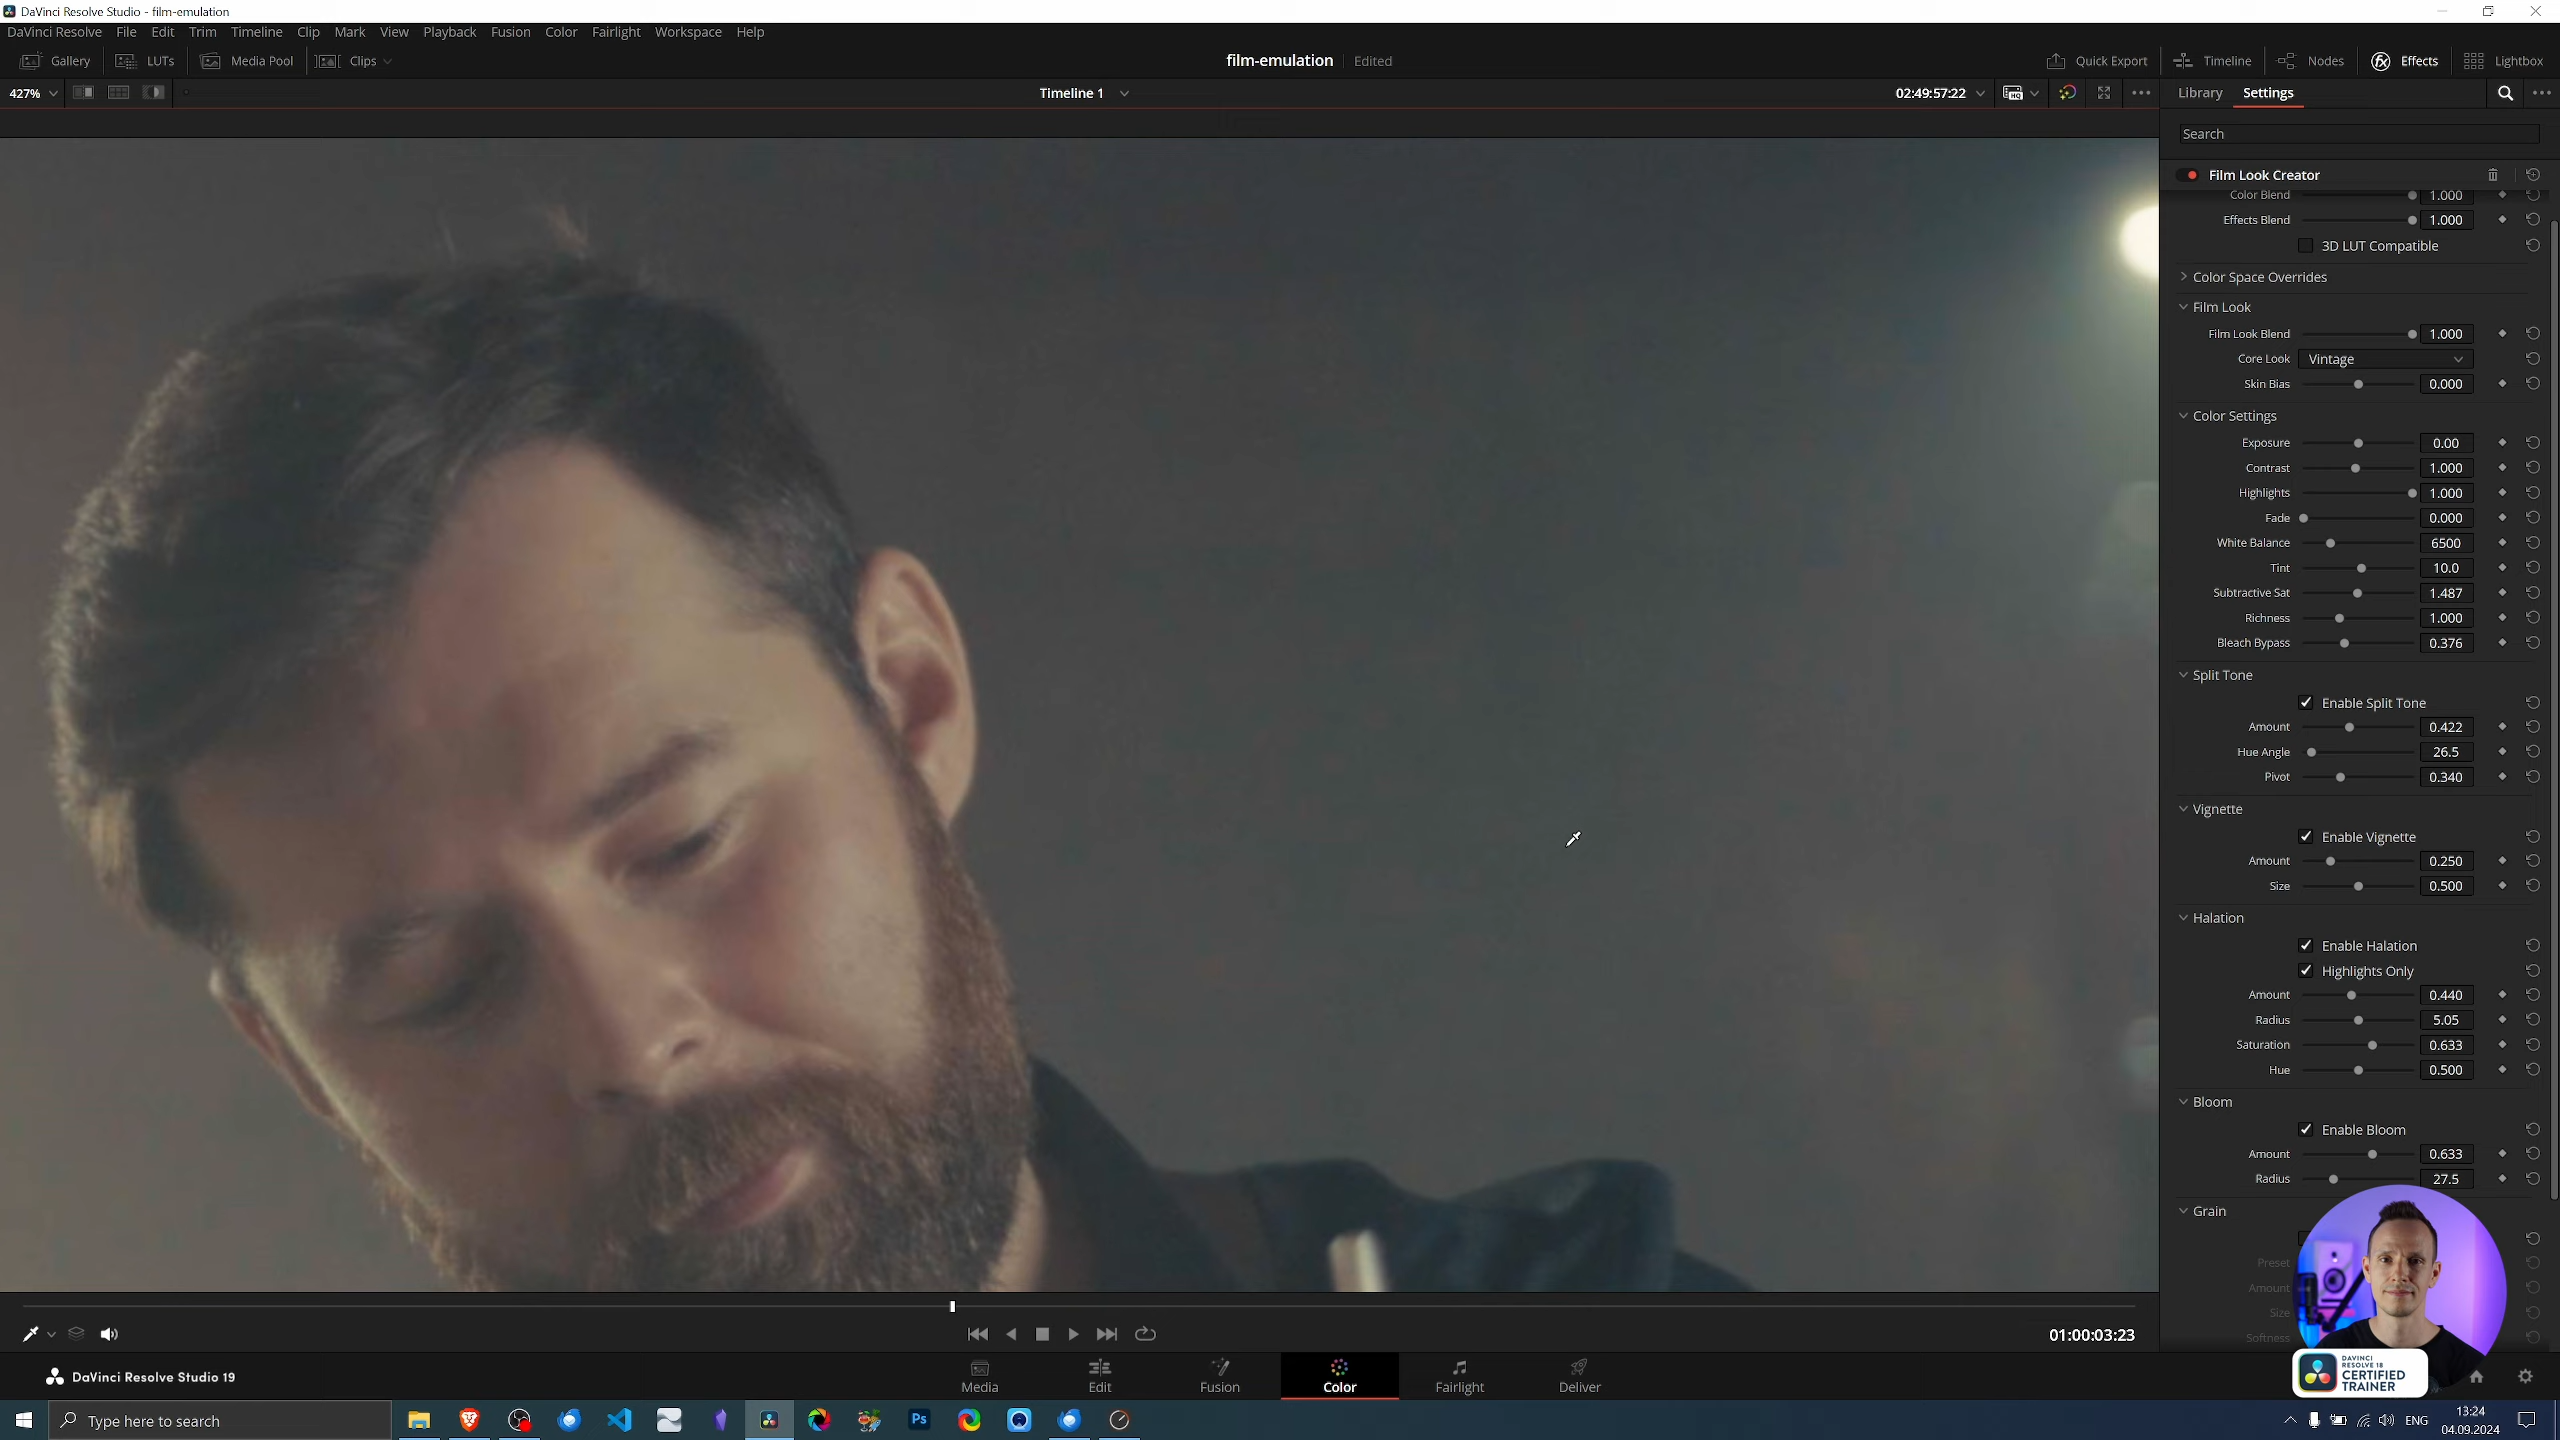 DaVinci Resolve Studio - film-emulation
DaVinci Resolve File Edit Trim Timeline Clip Mark View Playback Fusion Color Fairlight Workspace Help
Gallery LUTs Media Pool Clips film-emulation Edited Quick Export Timeline Nodes Effects Lightbox
427% Timeline 1 02:49:57:22 Library Settings
Search
Film Look Creator
Color Blend 1.000
Effects Blend 1.000
3D LUT Compatible
Color Space Overrides
Film Look
Film Look Blend 1.000
Core Look Vintage
Skin Bias 0.000
Color Settings
Exposure 0.00
Contrast 1.000
Highlights 1.000
Fade 0.000
White Balance 6500
Tint 10.0
Subtractive Sat 1.487
Richness 1.000
Bleach Bypass 0.376
Split Tone
Enable Split Tone
Amount 0.422
Hue Angle 26.5
Pivot 0.340
Vignette
Enable Vignette
Amount 0.250
Size 0.500
Halation
Enable Halation
Highlights Only
Amount 0.440
Radius 5.05
Saturation 0.633
Hue 0.500
Bloom
Enable Bloom
Amount 0.633
Radius 27.5
Grain
Preset
Amount
Size
Softness
01:00:03:23
DaVinci Resolve Studio 19
Media Edit Fusion Color Fairlight Deliver
DAVINCI
RESOLVE 18
CERTIFIED
TRAINER
Type here to search
Ps
ENG
13:24
04.09.2024